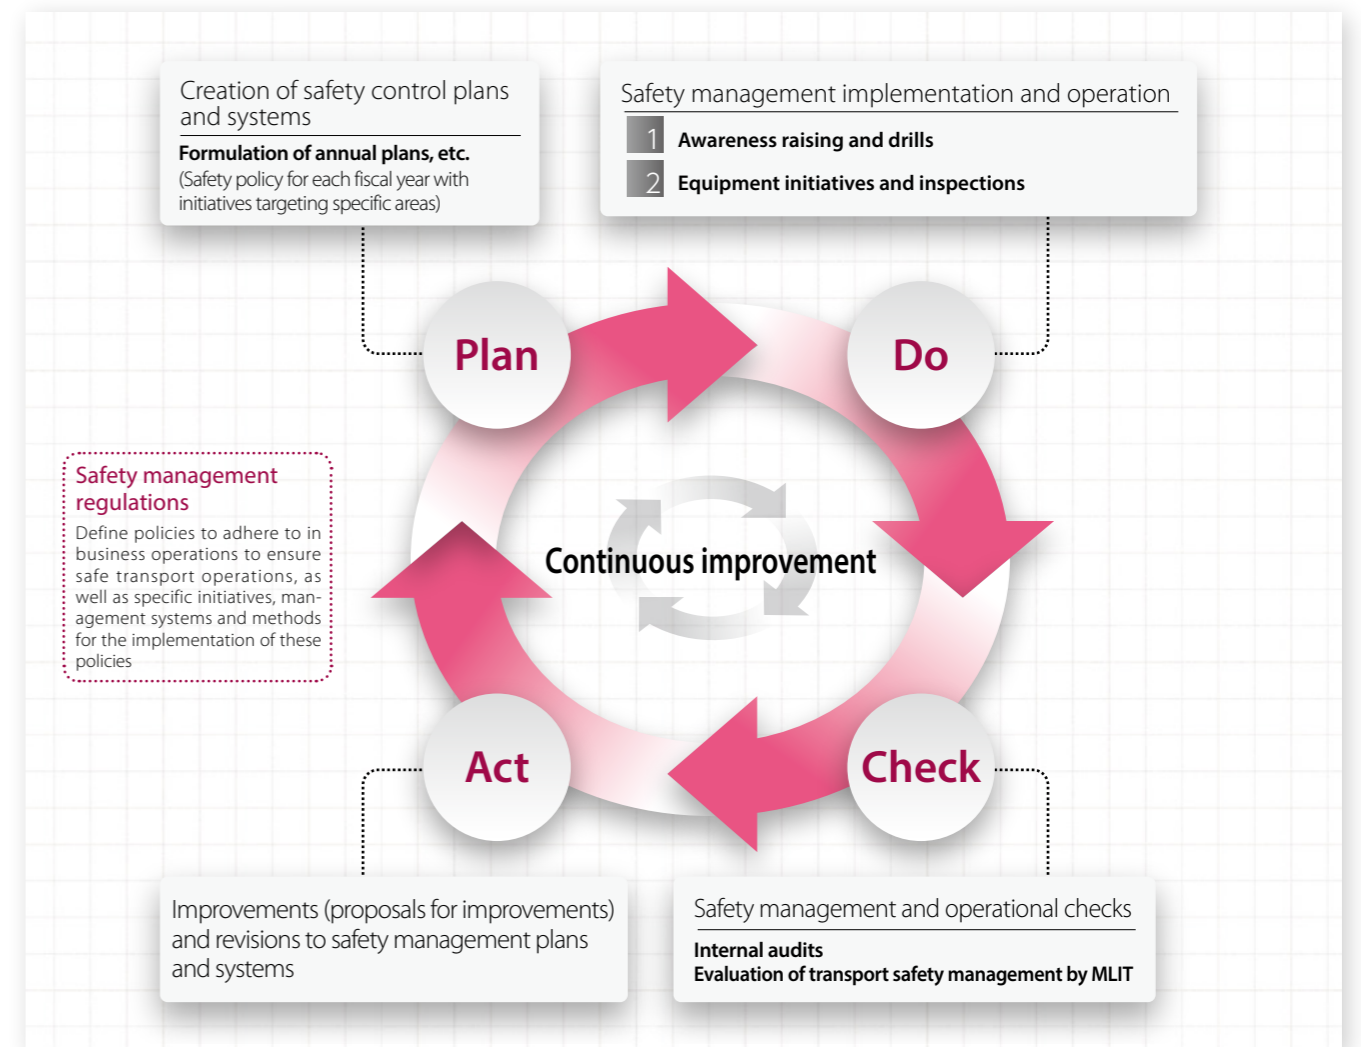 Creation of safety control plans
and systems
Formulation of annual plans, etc.
(Safety policy for each fiscal year with
initiatives targeting specific areas)
Safety management implementation and operation
1 Awareness raising and drills
2 Equipment initiatives and inspections
Plan
Do
Safety management
regulations
Define policies to adhere to in
business operations to ensure
safe transport operations, as
well as specific initiatives, man-
agement systems and methods
for the implementation of these
policies
Continuous improvement
Act
Check
Improvements (proposals for improvements)
and revisions to safety management plans
and systems
Safety management and operational checks
Internal audits
Evaluation of transport safety management by MLIT